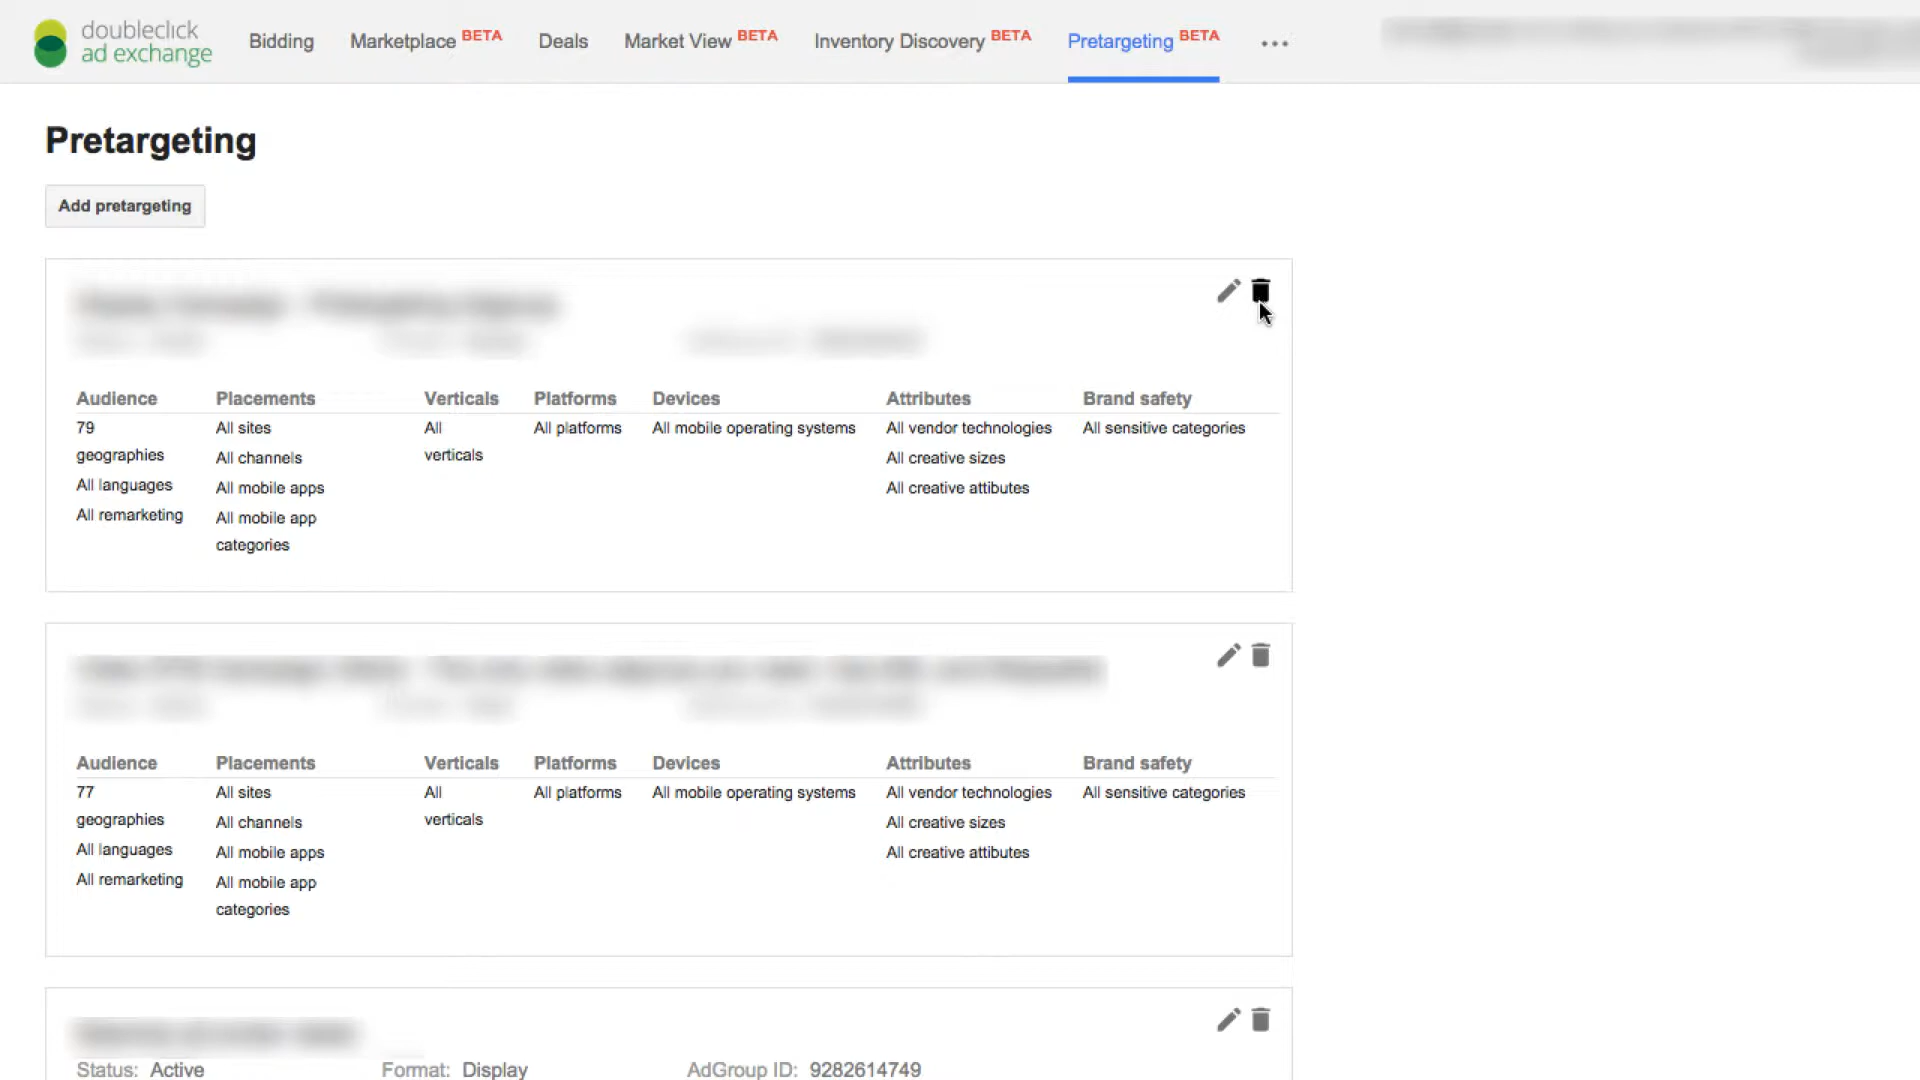 doubleclick
ad exchange
Bidding Marketplace BETA Deals Market View BETA Inventory Discovery BETA Pretargeting BETA
Pretargeting
Add pretargeting
Audience Placements Verticals Platforms Devices Attributes Brand safety
79 All sites All All platforms All mobile operating systems All vendor technologies All sensitive categories
geographies All channels verticals All creative sizes
All languages All mobile apps All creative attibutes
All remarketing All mobile app
categories
Audience Placements Verticals Platforms Devices Attributes Brand safety
77 All sites All All platforms All mobile operating systems All vendor technologies All sensitive categories
geographies All channels verticals All creative sizes
All languages All mobile apps All creative attibutes
All remarketing All mobile app
categories
Status: Active Format: Display AdGroup ID: 9282614749